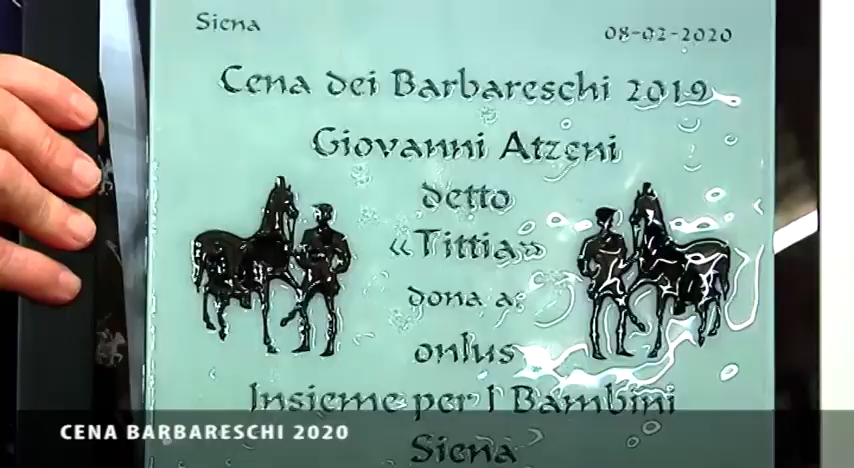 Siena 08-02-2020
Cena dei Barbareschi 2019
Giovanni Atzeni
detto
«Tittia»
dona a:
onlus
Insieme per I Bambini
Siena
CENA BARBARESCHI 2020